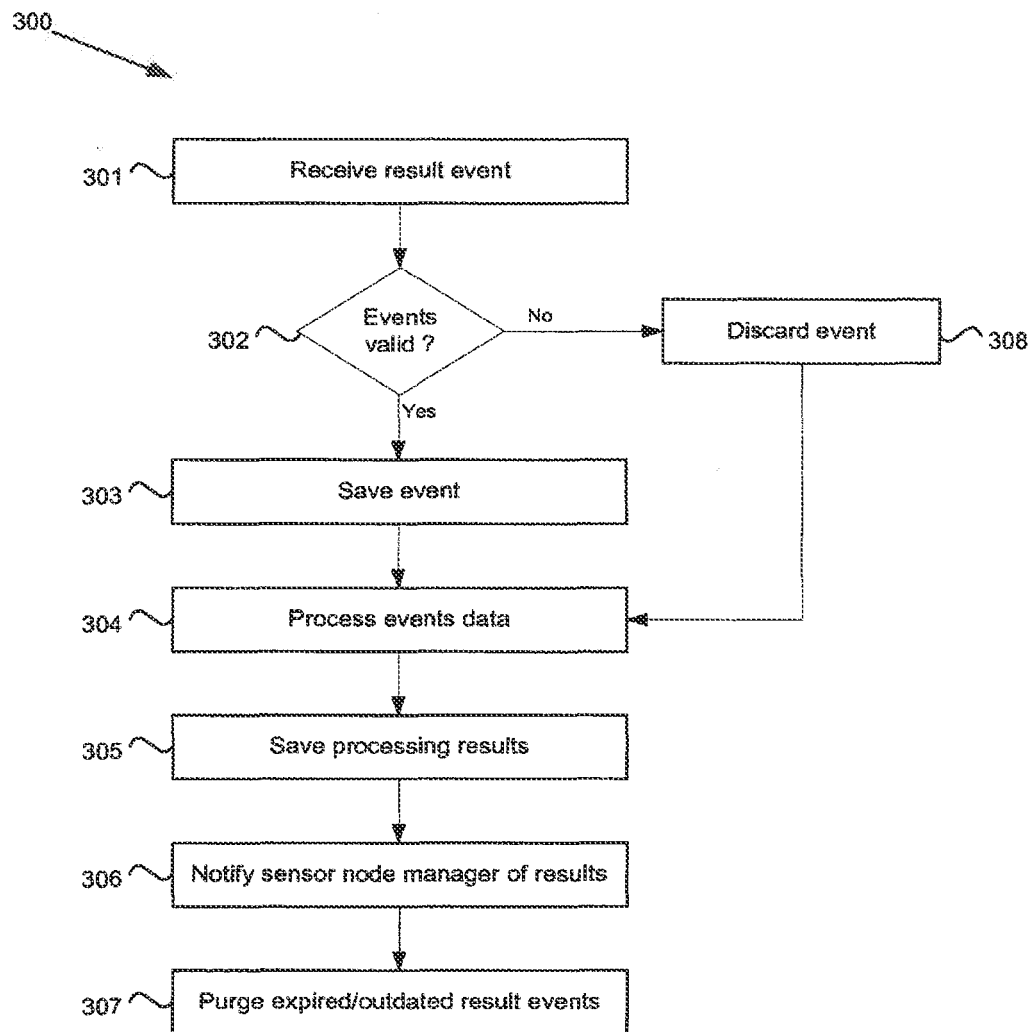 300
301
Receive result event
302
Events
valid ?
No
Discard event
308
Yes
303
Save event
304
Process events data
305
Save processing results
306
Notify sensor node manager of results
307
Purge expired/outdated result events